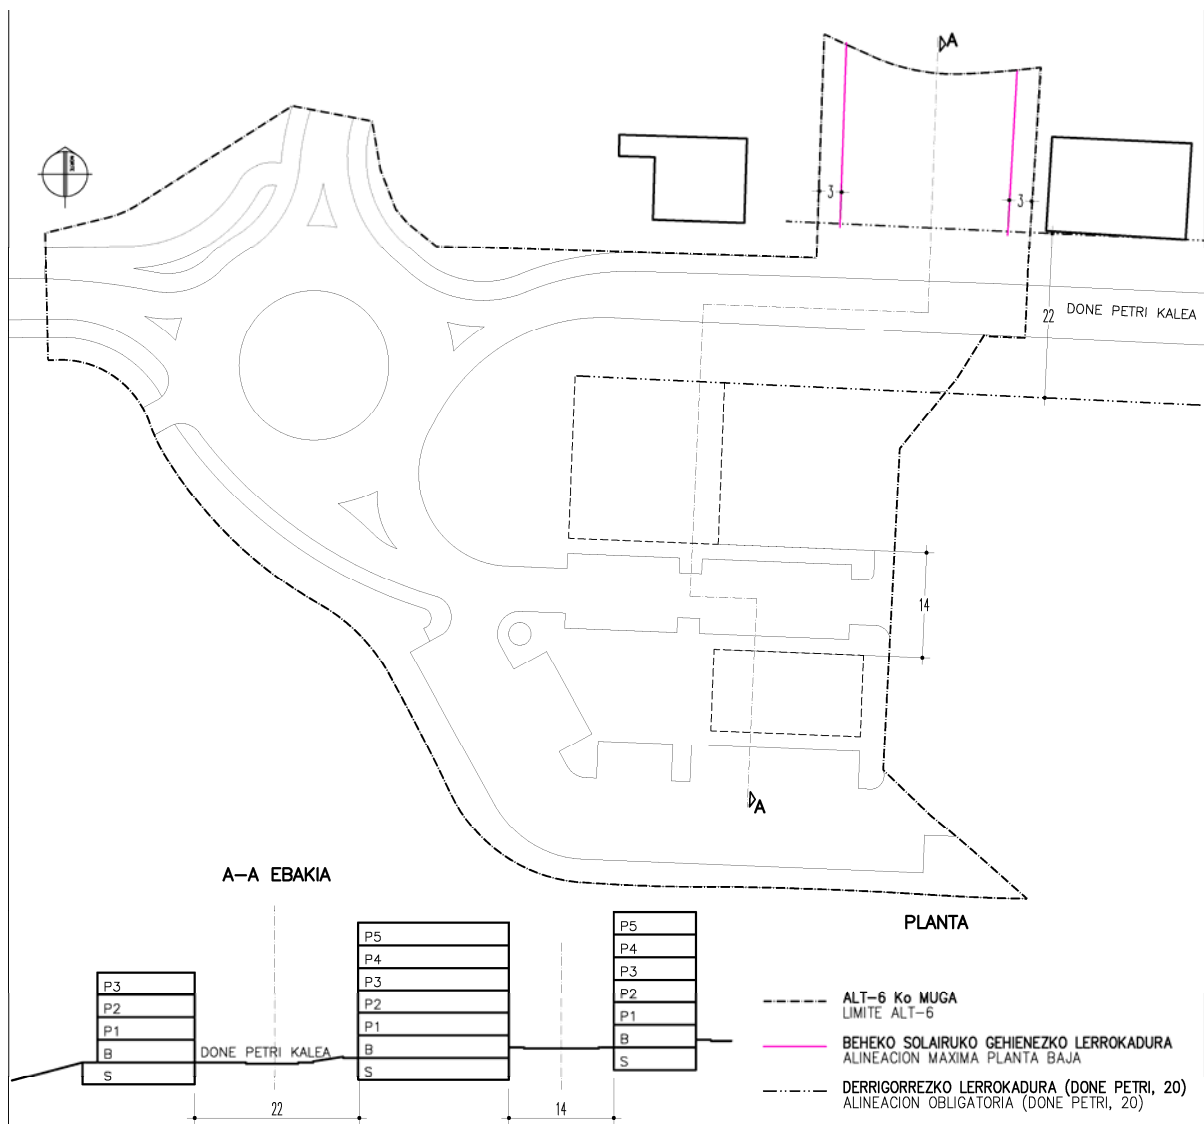 A
3
3
DONE PETRI KALEA
22
14
A
A-A EBAKIA
PLANTA
P5
P4
P3
P2
P1
B
S
P5
P4
P3
P2
P1
B
S
P3
P2
P1
B
S
DONE PETRI KALEA
22
14
ALT-6 Ko MUGA
LIMITE ALT-6
BEHEKO SOLAIRUKO GEHIENEZKO LERROKADURA
ALINEACION MAXIMA PLANTA BAJA
DERRIGORREZKO LERROKADURA (DONE PETRI, 20)
ALINEACION OBLIGATORIA (DONE PETRI, 20)